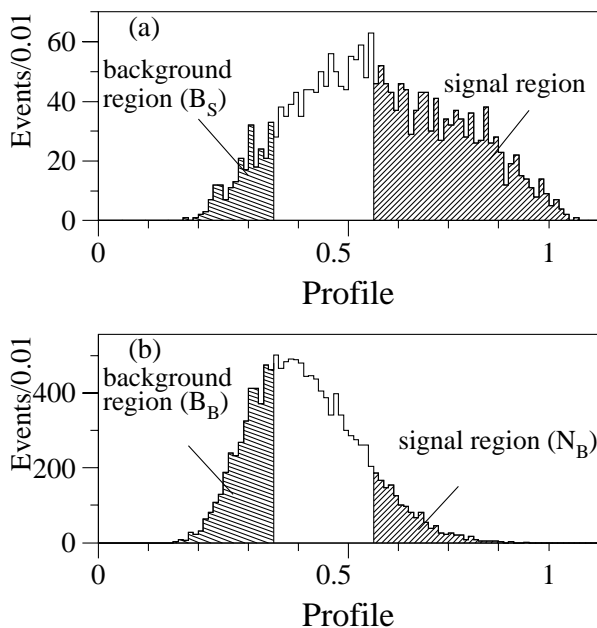 (a)
Events/0.01
60
40
20
0
background
region (B_S)
signal region
0
0.5
1
Profile
(b)
Events/0.01
400
200
0
background
region (B_B)
signal region (N_B)
0
0.5
1
Profile